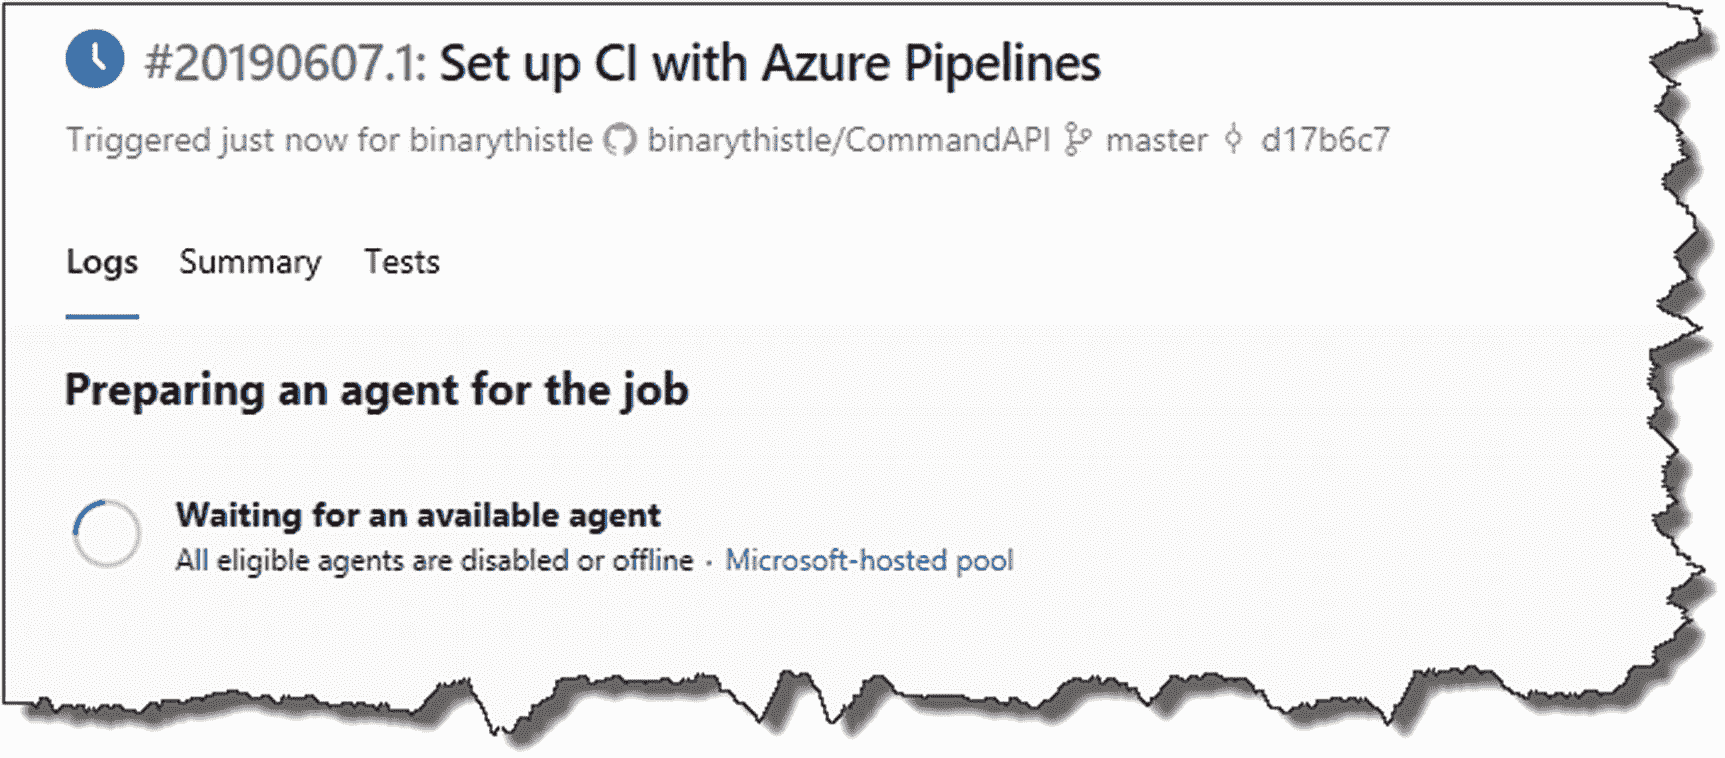 #20190607.1: Set up CI with Azure Pipelines
Triggered just now for binarythistle binarythistle/CommandAPI master d17b6c7
Logs Summary Tests
Preparing an agent for the job
Waiting for an available agent
All eligible agents are disabled or offline · Microsoft-hosted pool